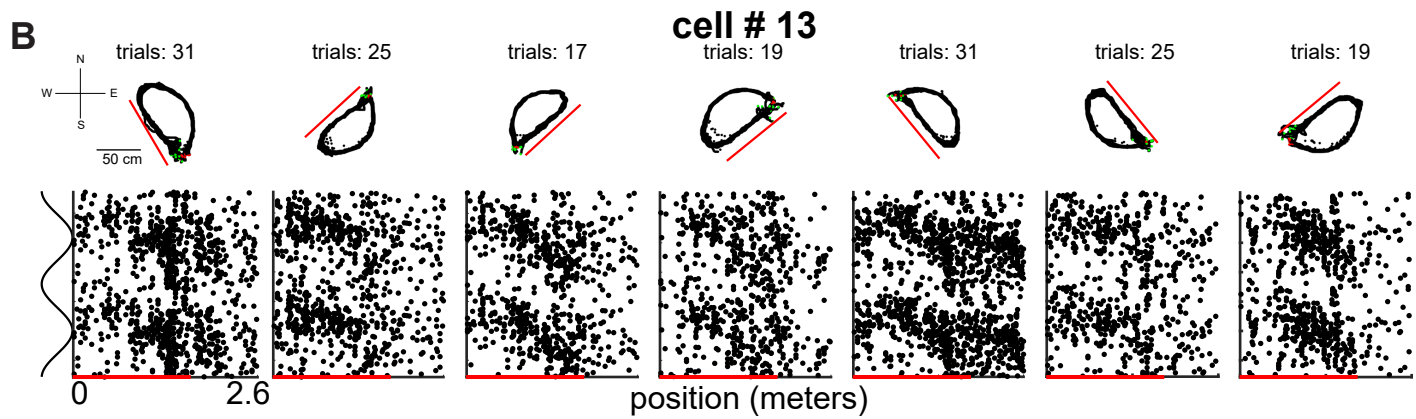 B
cell # 13
trials: 31
trials: 25
trials: 17
trials: 19
trials: 31
trials: 25
trials: 19
N
W E
S
50 cm
0 2.6
position (meters)